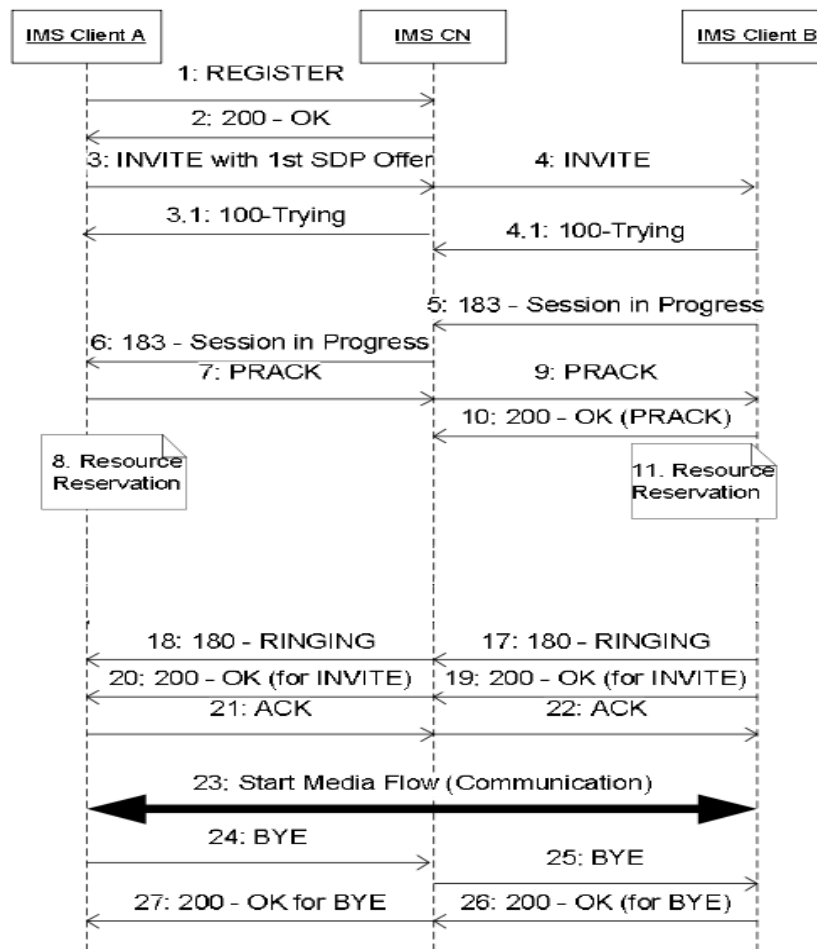 IMS Client A
IMS CN
IMS Client B
1: REGISTER
2: 200 - OK
3: INVITE with 1st SDP Offer
4: INVITE
3.1: 100-Trying
4.1: 100-Trying
5: 183 - Session in Progress
6: 183 - Session in Progress
7: PRACK
9: PRACK
10: 200 - OK (PRACK)
8. Resource
Reservation
11. Resource
Reservation
18: 180 - RINGING
17: 180 - RINGING
20: 200 - OK (for INVITE)
19: 200 - OK (for INVITE)
21: ACK
22: ACK
23: Start Media Flow (Communication)
24: BYE
25: BYE
27: 200 - OK for BYE
26: 200 - OK (for BYE)